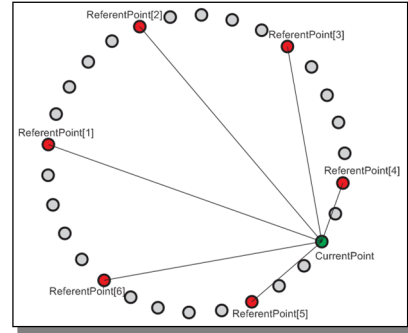 ReferentPoint[2]
ReferentPoint[3]
ReferentPoint[1]
ReferentPoint[4]
CurrentPoint
ReferentPoint[6]
ReferentPoint[5]